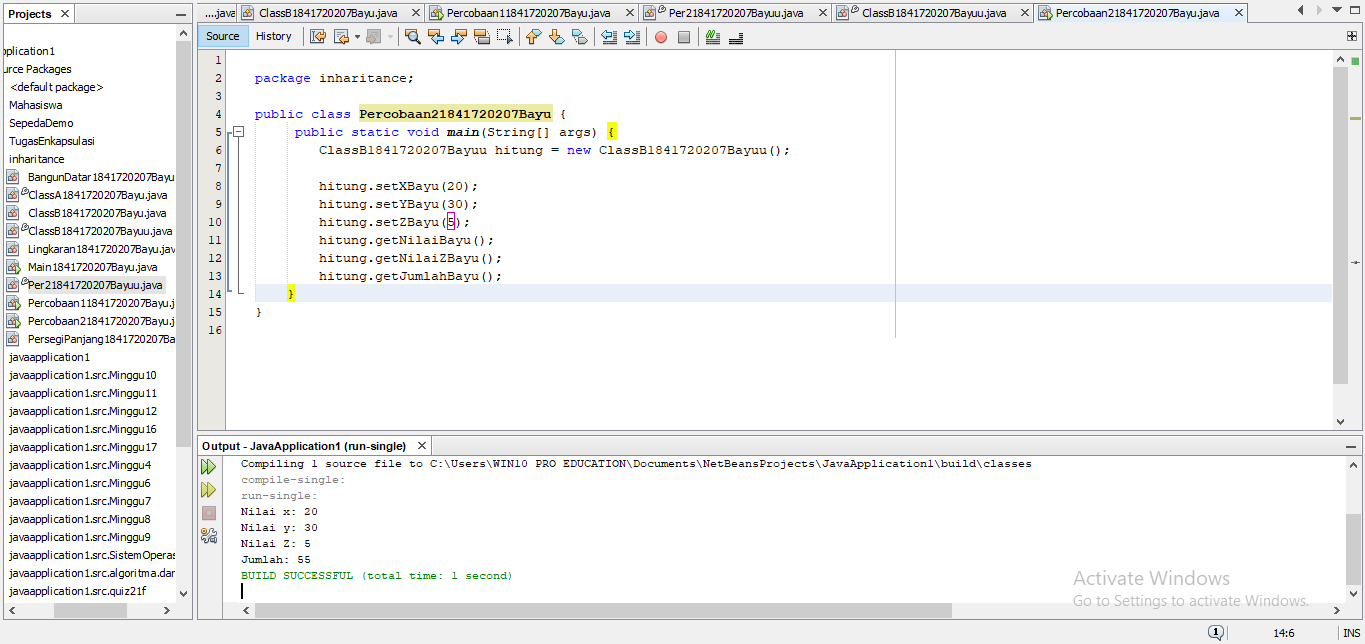 Projects
plication1
urce Packages
<default package>
Mahasiswa
SepedaDemo
TugasEnkapsulasi
inharitance
BangunDatar1841720207Bayu
ClassA1841720207Bayu.java
ClassB1841720207Bayu.java
ClassB1841720207Bayuu.java
Lingkaran1841720207Bayu.jav
Main1841720207Bayu.java
Per21841720207Bayuu.java
Percobaan11841720207Bayu.j
Percobaan21841720207Bayu.j
PersegiPanjang1841720207Ba
javaapplication1
javaapplication1.src.Minggu10
javaapplication1.src.Minggu11
javaapplication1.src.Minggu12
javaapplication1.src.Minggu16
javaapplication1.src.Minggu17
javaapplication1.src.Minggu4
javaapplication1.src.Minggu6
javaapplication1.src.Minggu7
javaapplication1.src.Minggu8
javaapplication1.src.Minggu9
javaapplication1.src.SistemOperas
javaapplication1.src.algoritma.dar
javaapplication1.src.quiz21f
....java ClassB1841720207Bayu.java Percobaan11841720207Bayu.java Per21841720207Bayuu.java ClassB1841720207Bayuu.java Percobaan21841720207Bayu.java
Source History
1
2 package inharitance;
3
4 public class Percobaan21841720207Bayu {
5 public static void main(String[] args) {
6 ClassB1841720207Bayuu hitung = new ClassB1841720207Bayuu();
7
8 hitung.setXBayu(20);
9 hitung.setYBayu(30);
10 hitung.setZBayu(5);
11 hitung.getNilaiBayu();
12 hitung.getNilaiZBayu();
13 hitung.getJumlahBayu();
14 }
15 }
16
Output - JavaApplication1 (run-single)
Compiling 1 source file to C:\Users\WIN10 PRO EDUCATION\Documents\NetBeansProjects\JavaApplication1\build\classes
compile-single:
run-single:
Nilai x: 20
Nilai y: 30
Nilai Z: 5
Jumlah: 55
BUILD SUCCESSFUL (total time: 1 second)
Activate Windows
Go to Settings to activate Windows.
1 14:6 INS